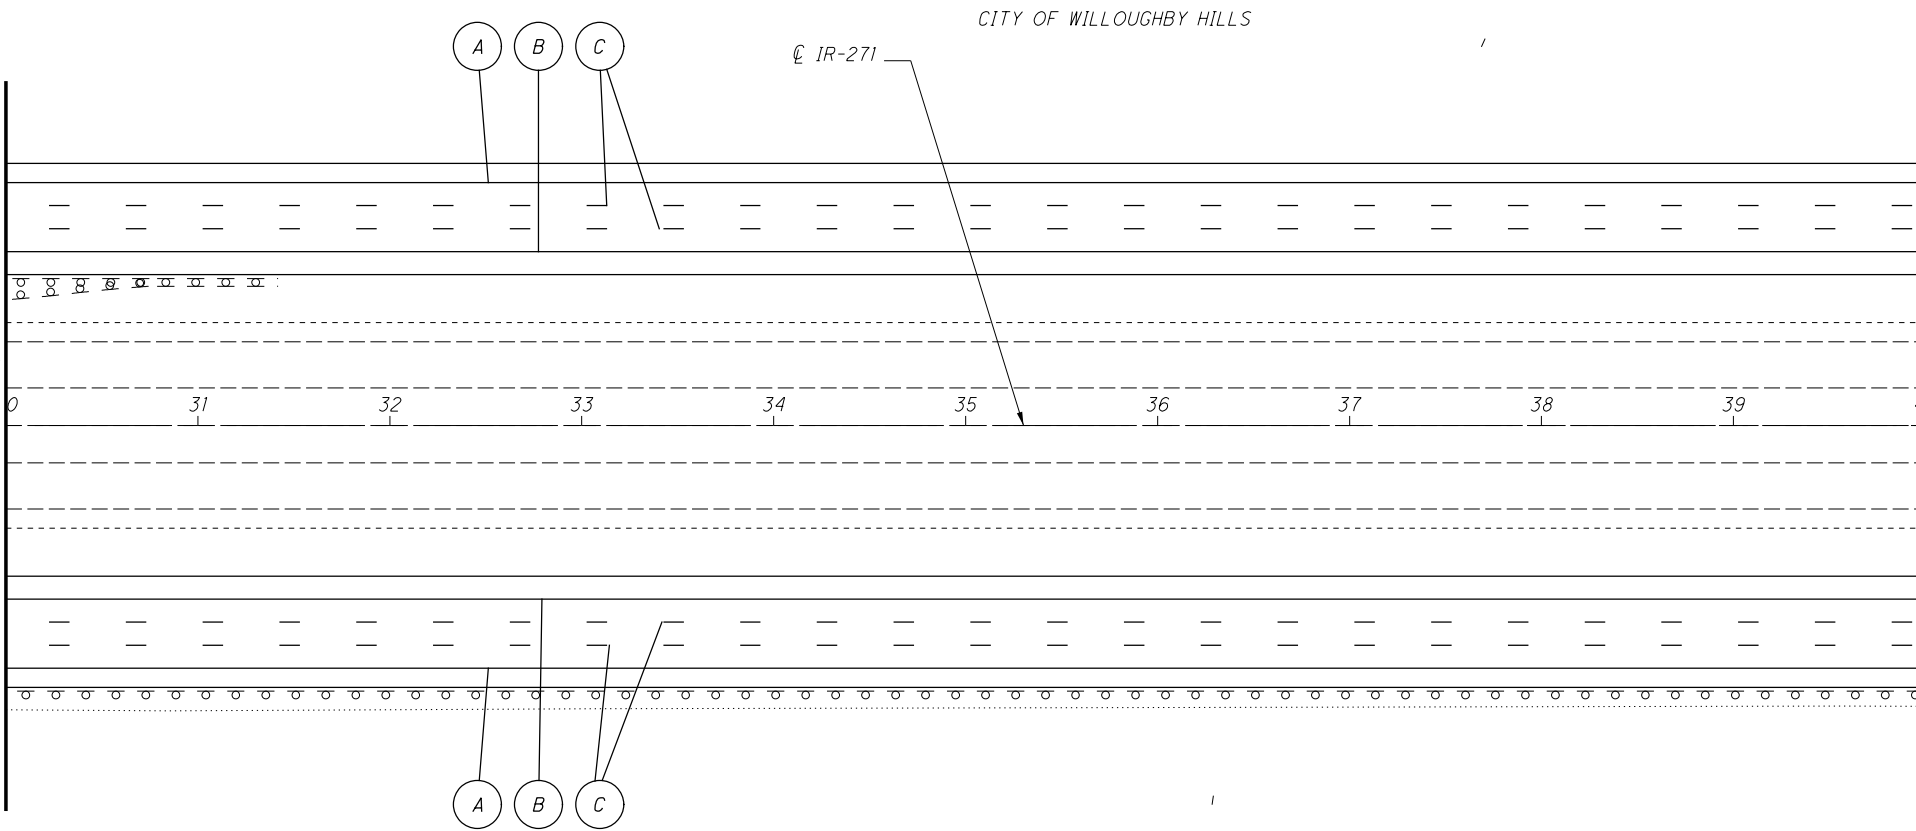 CITY OF WILLOUGHBY HILLS
A B C
℄ IR-271
0 31 32 33 34 35 36 37 38 39
A B C